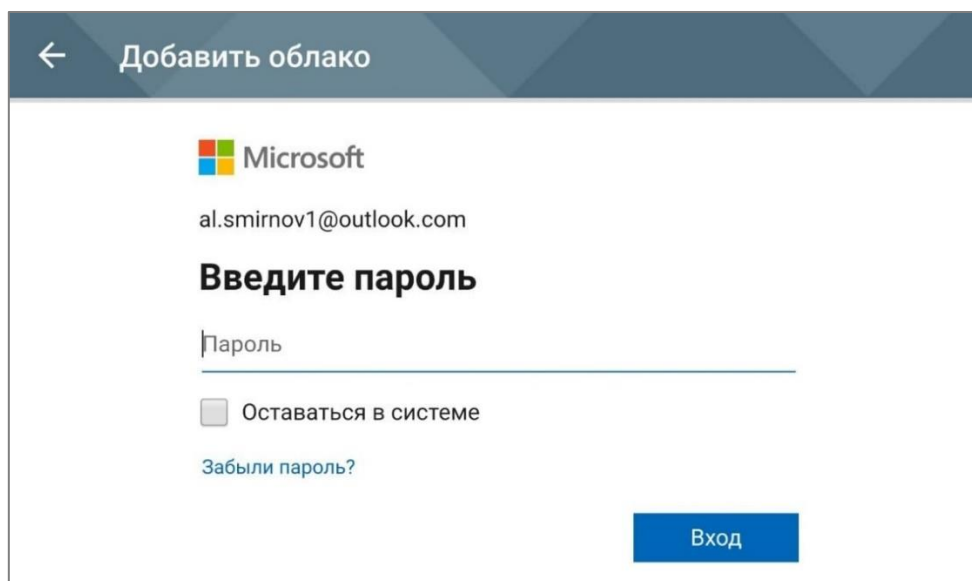 Добавить облако
Microsoft
al.smirnov1@outlook.com
Введите пароль
Пароль
Оставаться в системе
Забыли пароль?
Вход